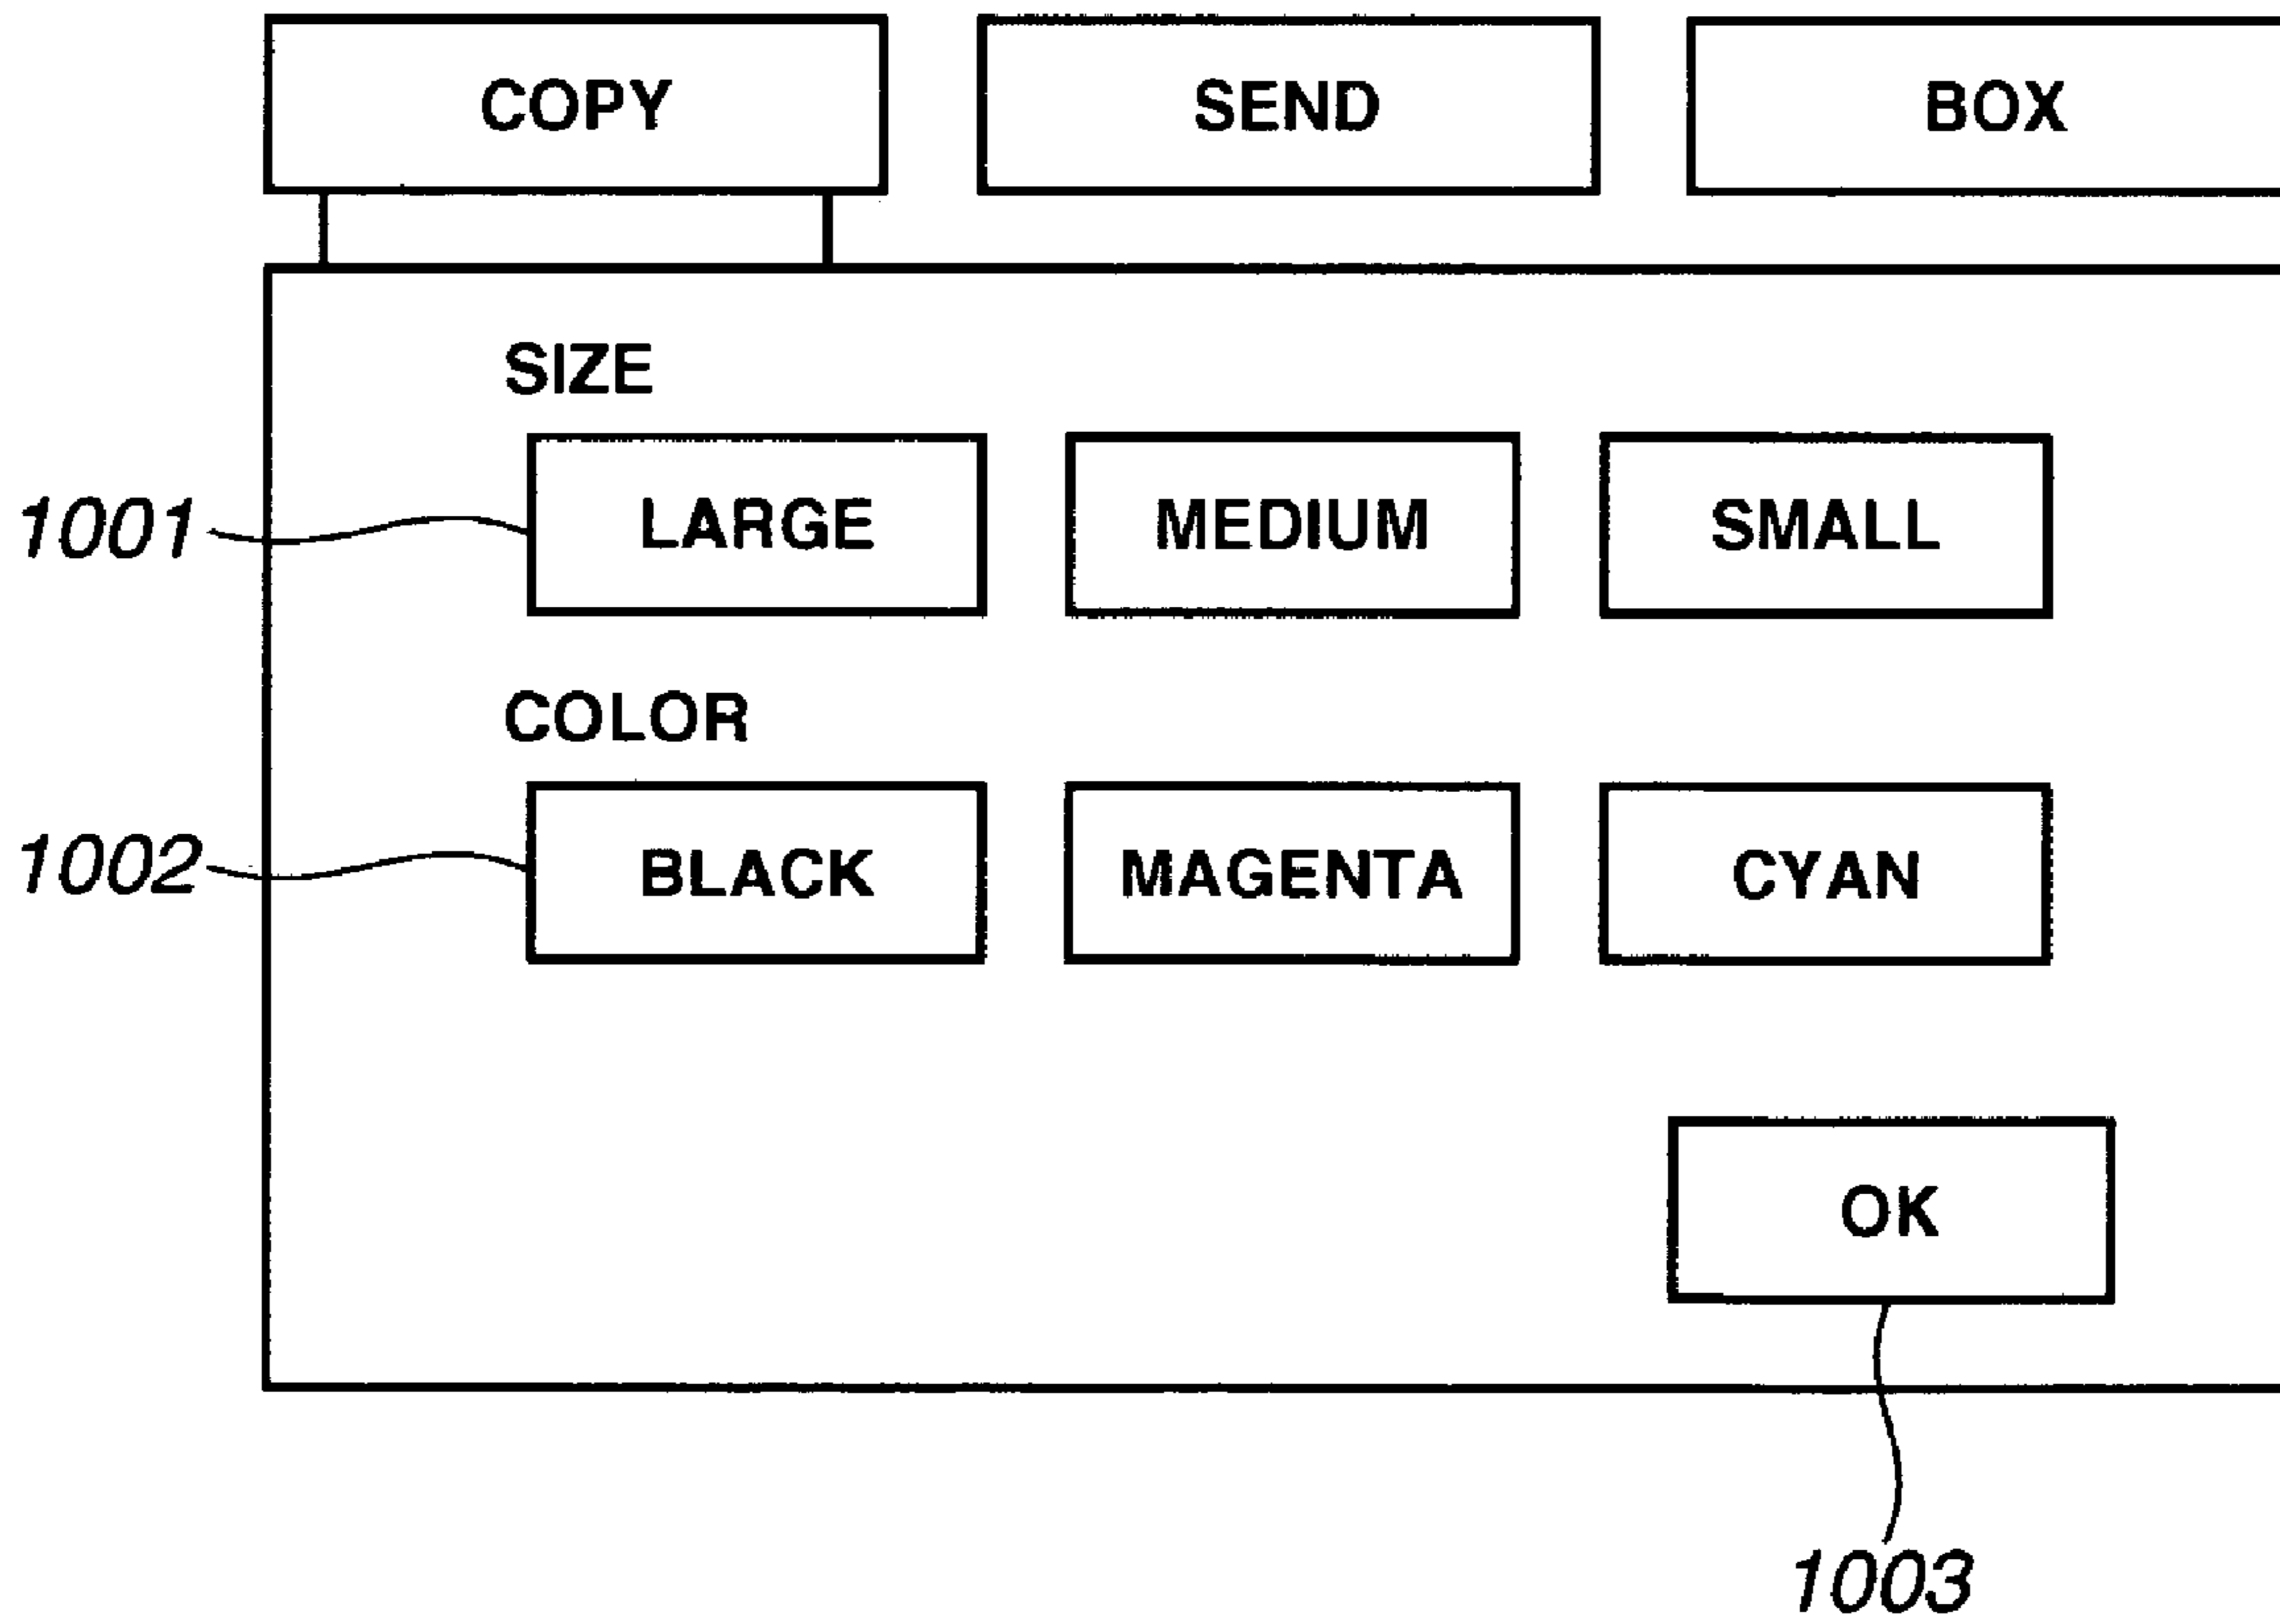 COPY SEND BOX
SIZE
1001 LARGE MEDIUM SMALL
COLOR
1002 BLACK MAGENTA CYAN
OK
1003